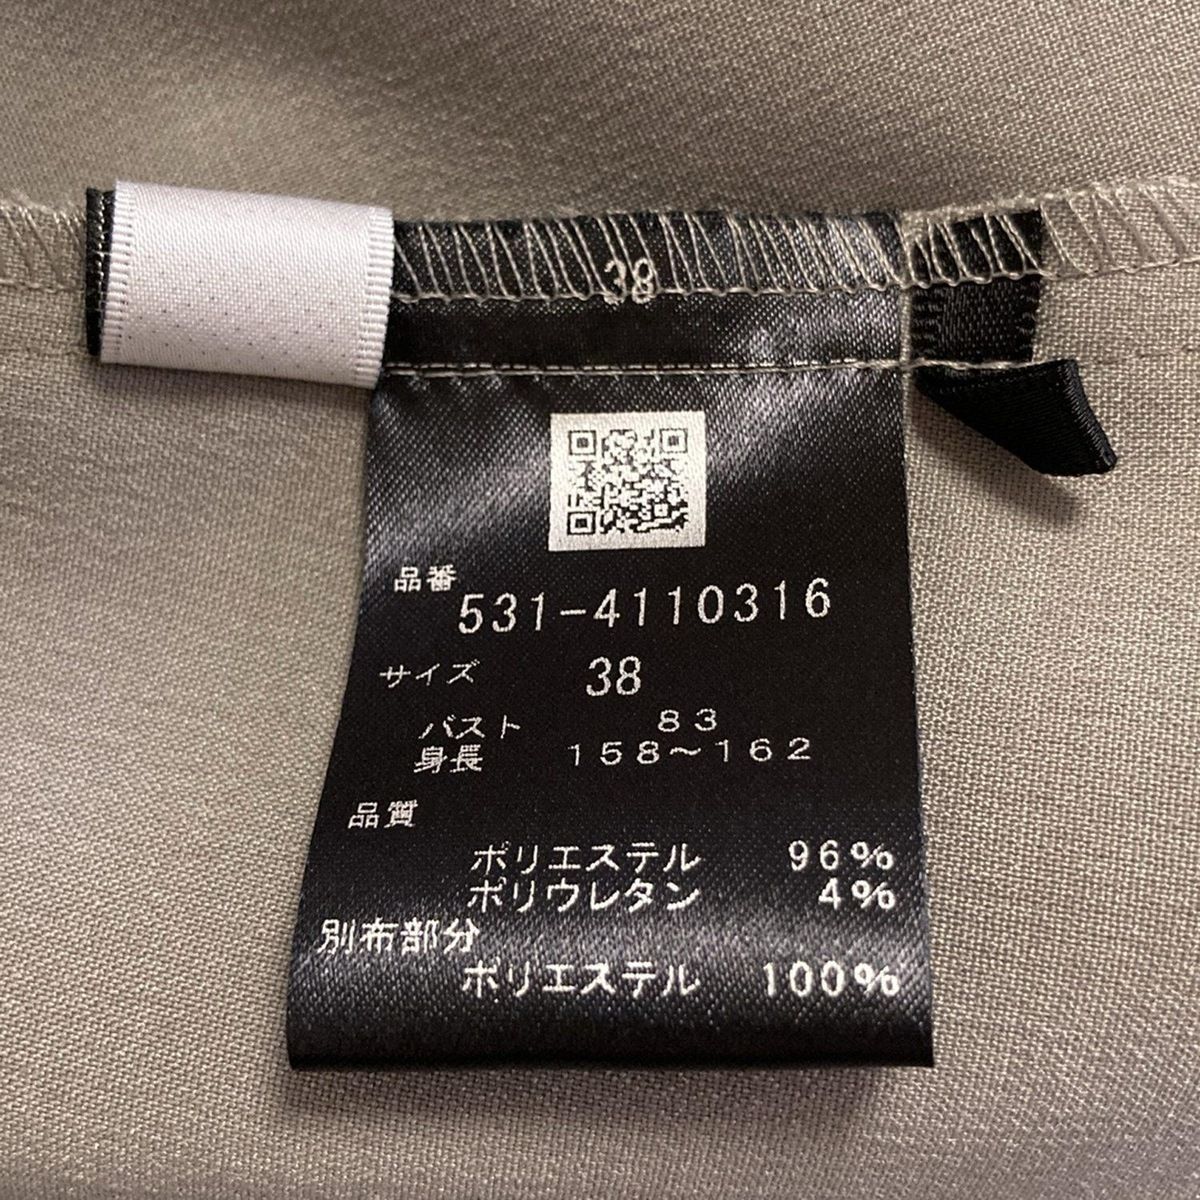 38
品番
531-4110316
サイズ 38
バスト 83
身長 158~162
品質
ポリエステル 96%
ポリウレタン 4%
別布部分
ポリエステル 100%